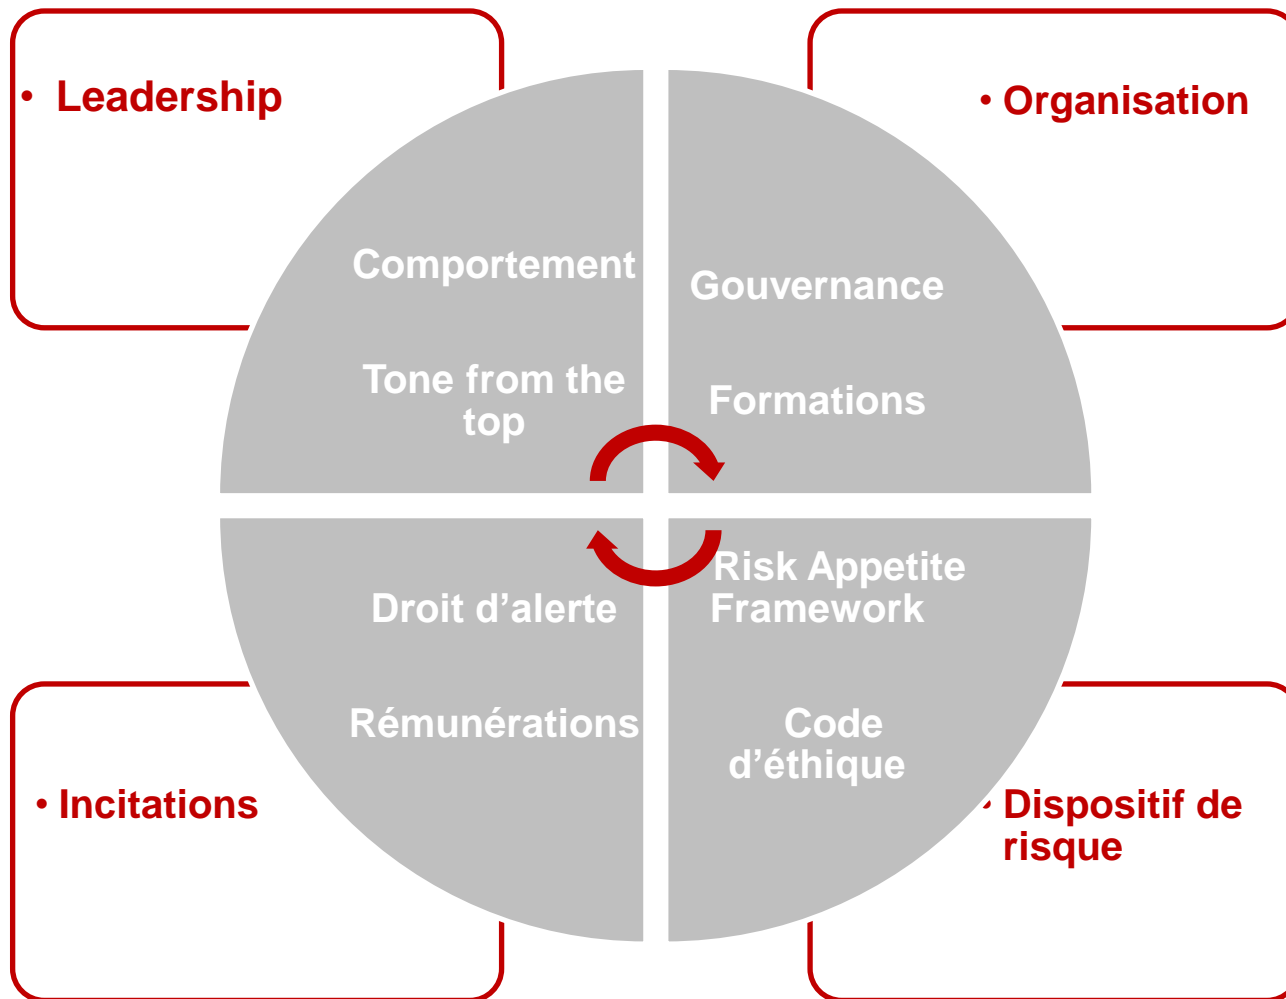 • Leadership
• Organisation
Comportement
Tone from the
top
Gouvernance
Formations
Droit d’alerte
Rémunérations
Risk Appetite
Framework
Code
d’éthique
• Incitations
• Dispositif de
risque